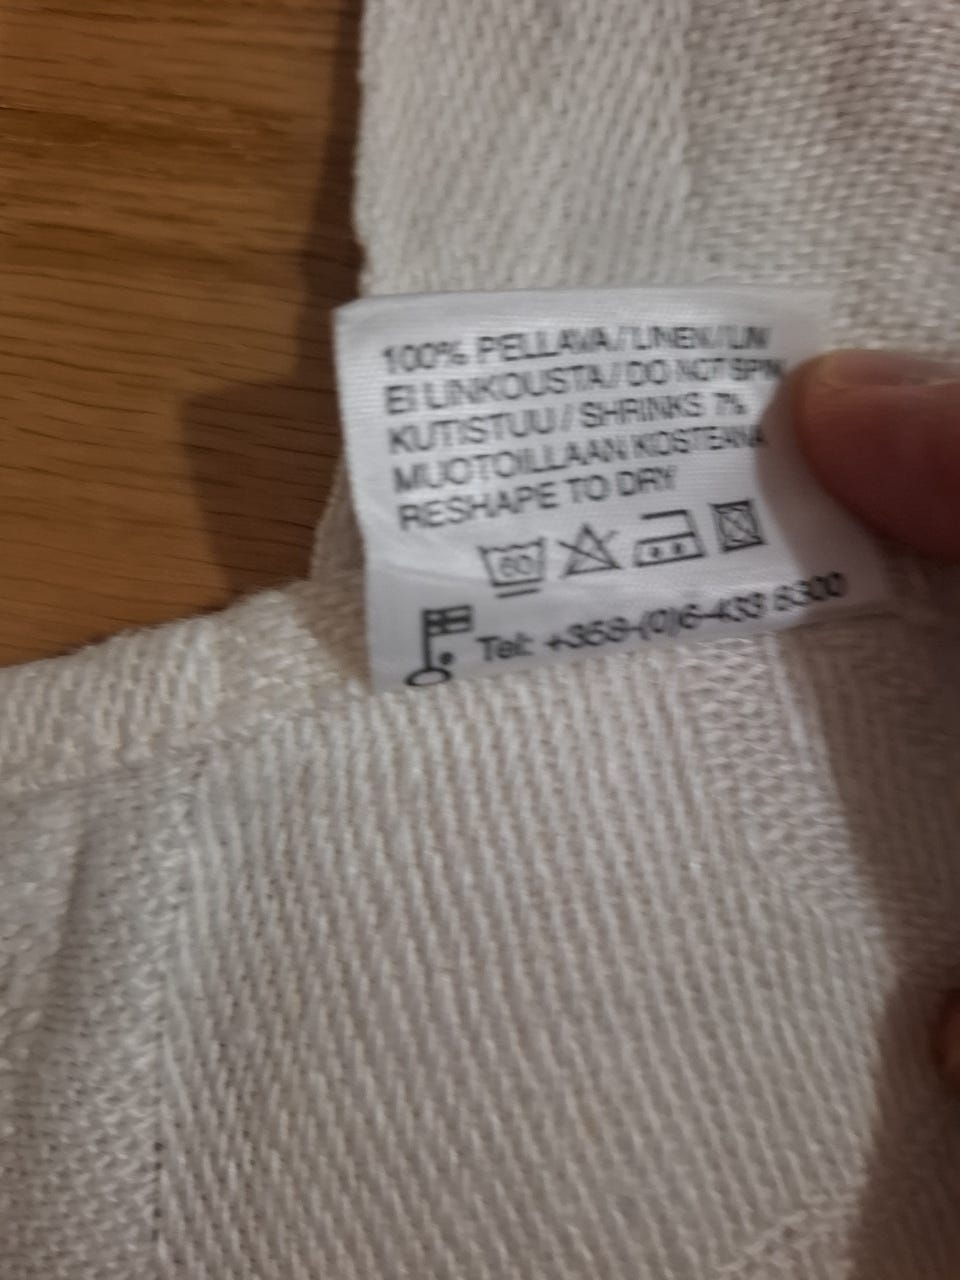 100% PELLAVA / LINEN / LIN
EI LINKOUSTA / DO NOT SPIN
KUTISTUU / SHRINKS 7%
MUOTOILLAAN KOSTEANA
RESHAPE TO DRY
60
Tel: +358-(0)6-433 8300